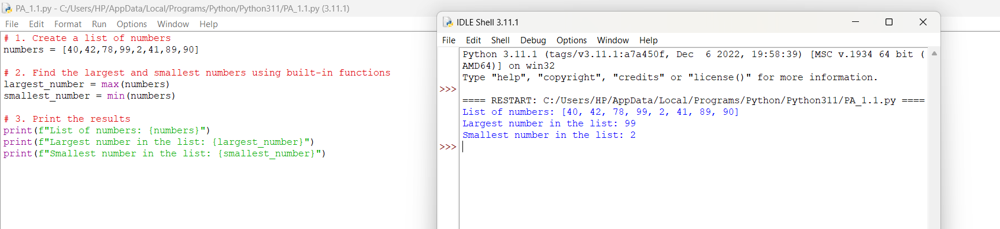 PA_1.1.py - C:/Users/HP/AppData/Local/Programs/Python/Python311/PA_1.1.py (3.11.1)
File Edit Format Run Options Window Help
# 1. Create a list of numbers
numbers = [40,42,78,99,2,41,89,90]
# 2. Find the largest and smallest numbers using built-in functions
largest_number = max(numbers)
smallest_number = min(numbers)
# 3. Print the results
print(f"List of numbers: {numbers}")
print(f"Largest number in the list: {largest_number}")
print(f"Smallest number in the list: {smallest_number}")
IDLE Shell 3.11.1
File Edit Shell Debug Options Window Help
Python 3.11.1 (tags/v3.11.1:a7a450f, Dec  6 2022, 19:58:39) [MSC v.1934 64 bit (
AMD64)] on win32
Type "help", "copyright", "credits" or "license()" for more information.
>>>
==== RESTART: C:/Users/HP/AppData/Local/Programs/Python/Python311/PA_1.1.py ====
List of numbers: [40, 42, 78, 99, 2, 41, 89, 90]
Largest number in the list: 99
Smallest number in the list: 2
>>>